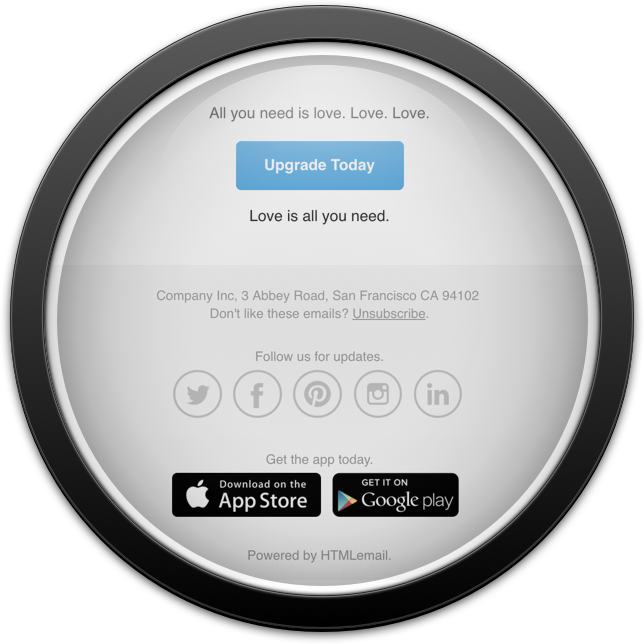 All you need is love. Love. Love.
Upgrade Today
Love is all you need.
Company Inc, 3 Abbey Road, San Francisco CA 94102
Don't like these emails? Unsubscribe.
Follow us for updates.
Get the app today.
Download on the
App Store
GET IT ON
Google play
Powered by HTMLemail.